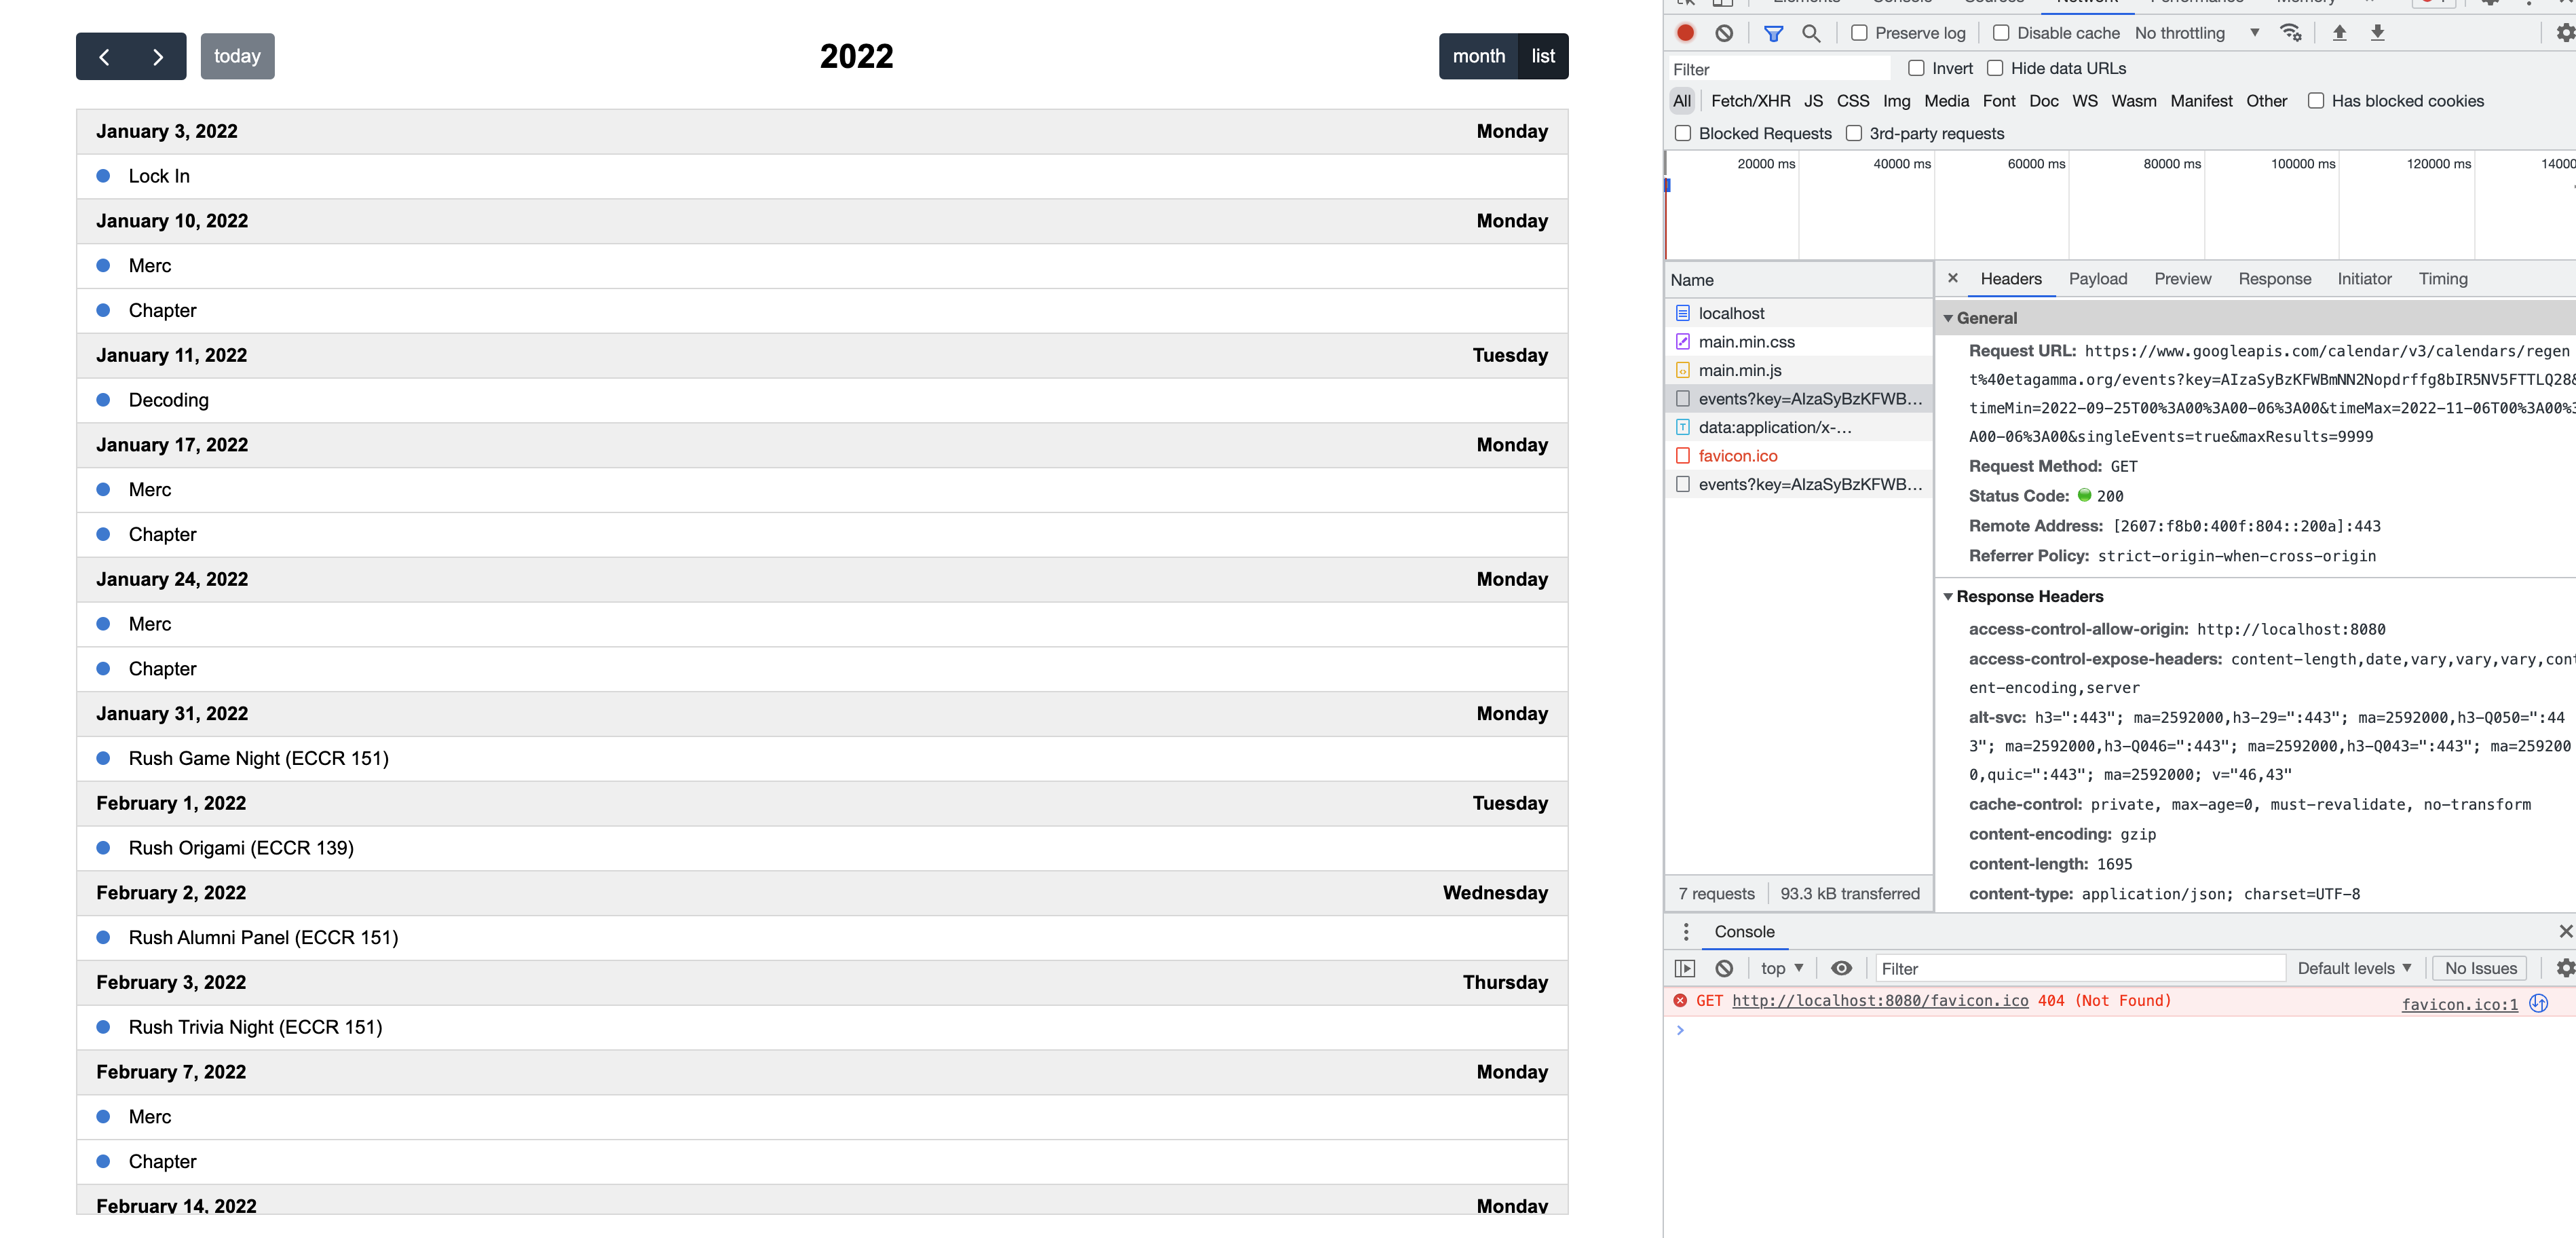 Elements Console Sources Network Performance Memory
today
2022
month list
January 3, 2022 Monday
Lock In
January 10, 2022 Monday
Merc
Chapter
January 11, 2022 Tuesday
Decoding
January 17, 2022 Monday
Merc
Chapter
January 24, 2022 Monday
Merc
Chapter
January 31, 2022 Monday
Rush Game Night (ECCR 151)
February 1, 2022 Tuesday
Rush Origami (ECCR 139)
February 2, 2022 Wednesday
Rush Alumni Panel (ECCR 151)
February 3, 2022 Thursday
Rush Trivia Night (ECCR 151)
February 7, 2022 Monday
Merc
Chapter
February 14, 2022 Monday
Preserve log Disable cache No throttling
Filter Invert Hide data URLs
All Fetch/XHR JS CSS Img Media Font Doc WS Wasm Manifest Other Has blocked cookies
Blocked Requests 3rd-party requests
20000 ms 40000 ms 60000 ms 80000 ms 100000 ms 120000 ms
Name
localhost
main.min.css
main.min.js
events?key=AIzaSyBzKFWB...
data:application/x-...
favicon.ico
events?key=AIzaSyBzKFWB...
7 requests 93.3 kB transferred
Headers Payload Preview Response Initiator Timing
General
Request URL: https://www.googleapis.com/calendar/v3/calendars/regen
t%40etagamma.org/events?key=AIzaSyBzKFWBmNN2Nopdrffg8bIR5NV5FTTLQ28&
timeMin=2022-09-25T00%3A00%3A00-06%3A00&timeMax=2022-11-06T00%3A00%3
A00-06%3A00&singleEvents=true&maxResults=9999
Request Method: GET
Status Code: 200
Remote Address: [2607:f8b0:400f:804::200a]:443
Referrer Policy: strict-origin-when-cross-origin
Response Headers
access-control-allow-origin: http://localhost:8080
access-control-expose-headers: content-length,date,vary,vary,vary,cont
ent-encoding,server
alt-svc: h3=":443"; ma=2592000,h3-29=":443"; ma=2592000,h3-Q050=":44
3"; ma=2592000,h3-Q046=":443"; ma=2592000,h3-Q043=":443"; ma=259200
0,quic=":443"; ma=2592000; v="46,43"
cache-control: private, max-age=0, must-revalidate, no-transform
content-encoding: gzip
content-length: 1695
content-type: application/json; charset=UTF-8
Console
top Filter Default levels No Issues
GET http://localhost:8080/favicon.ico 404 (Not Found) favicon.ico:1